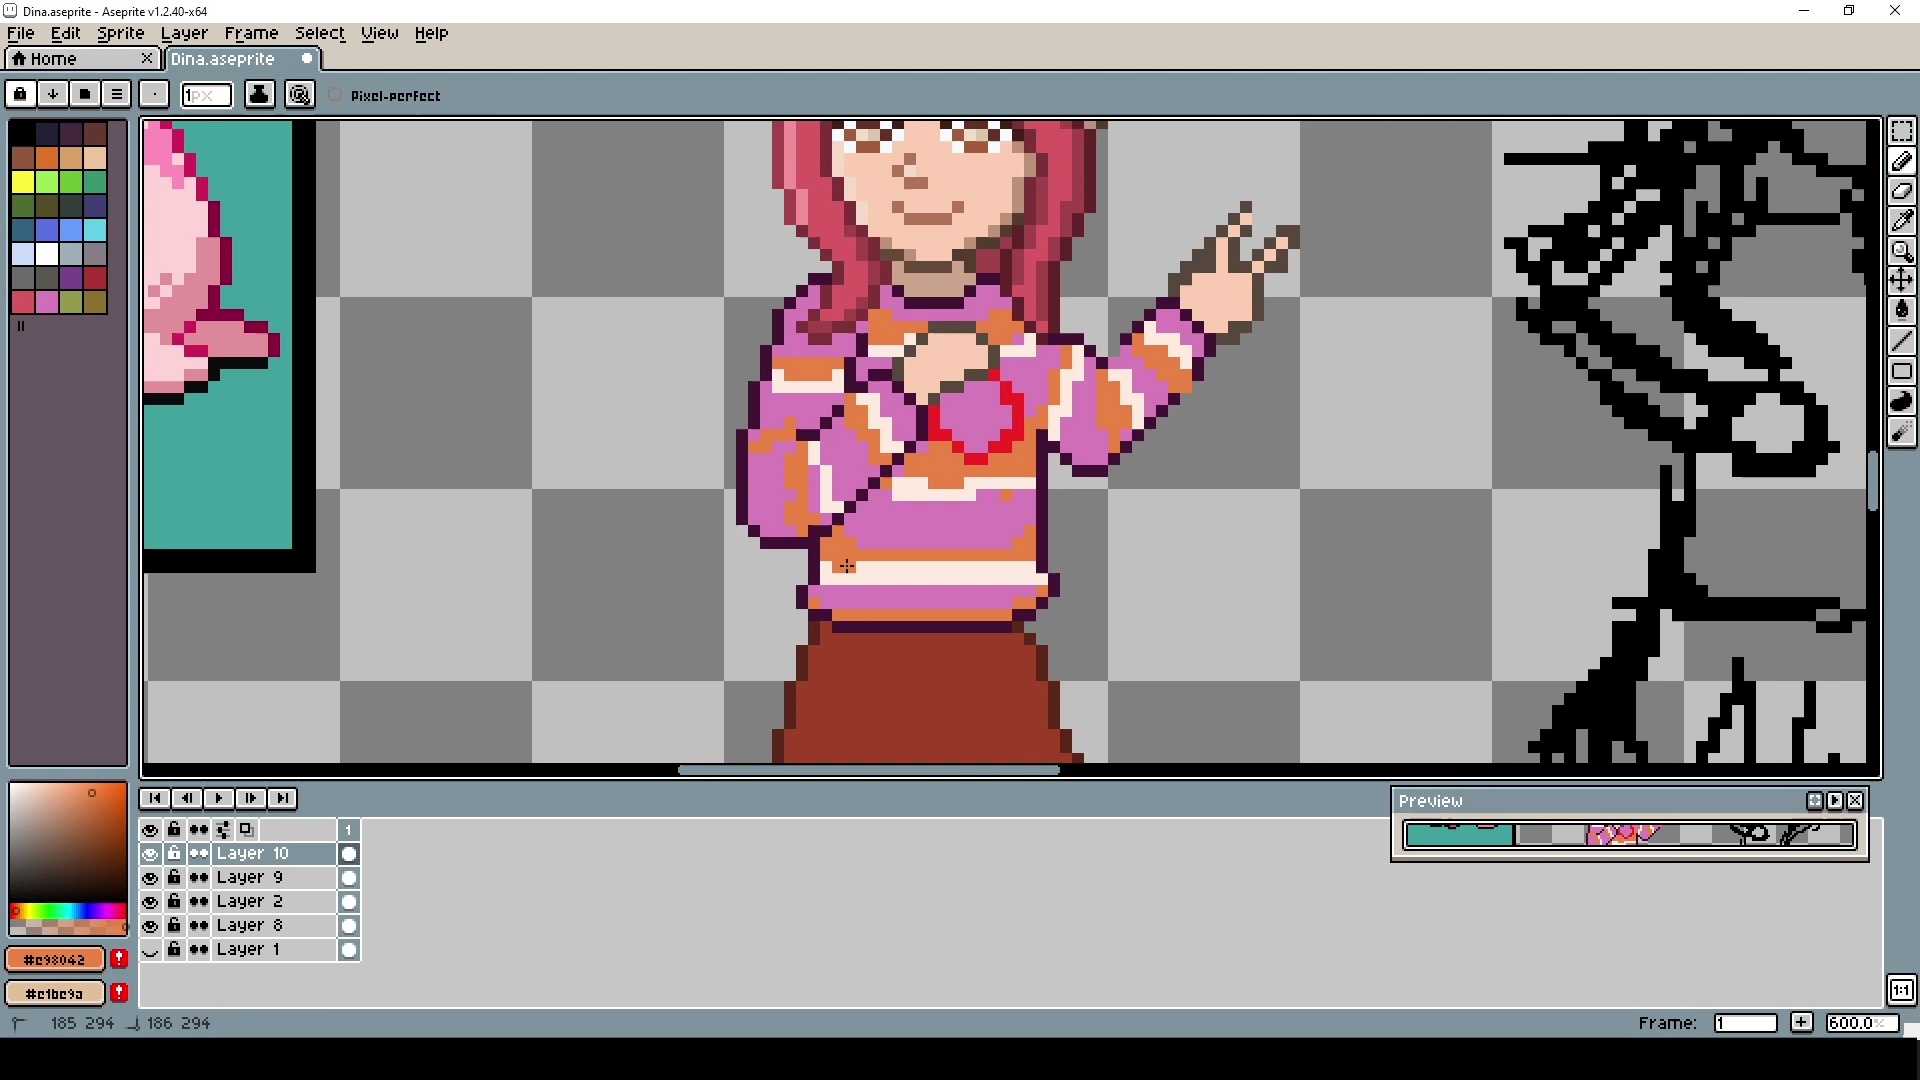 Dina.aseprite - Aseprite v1.2.40-x64
File Edit Sprite Layer Frame Select View Help
Home
Dina.aseprite
1px
Pixel-perfect
1
Layer 10
Layer 9
Layer 2
Layer 8
Layer 1
Preview
1:1
185 294 186 294
Frame: 1
600.0%